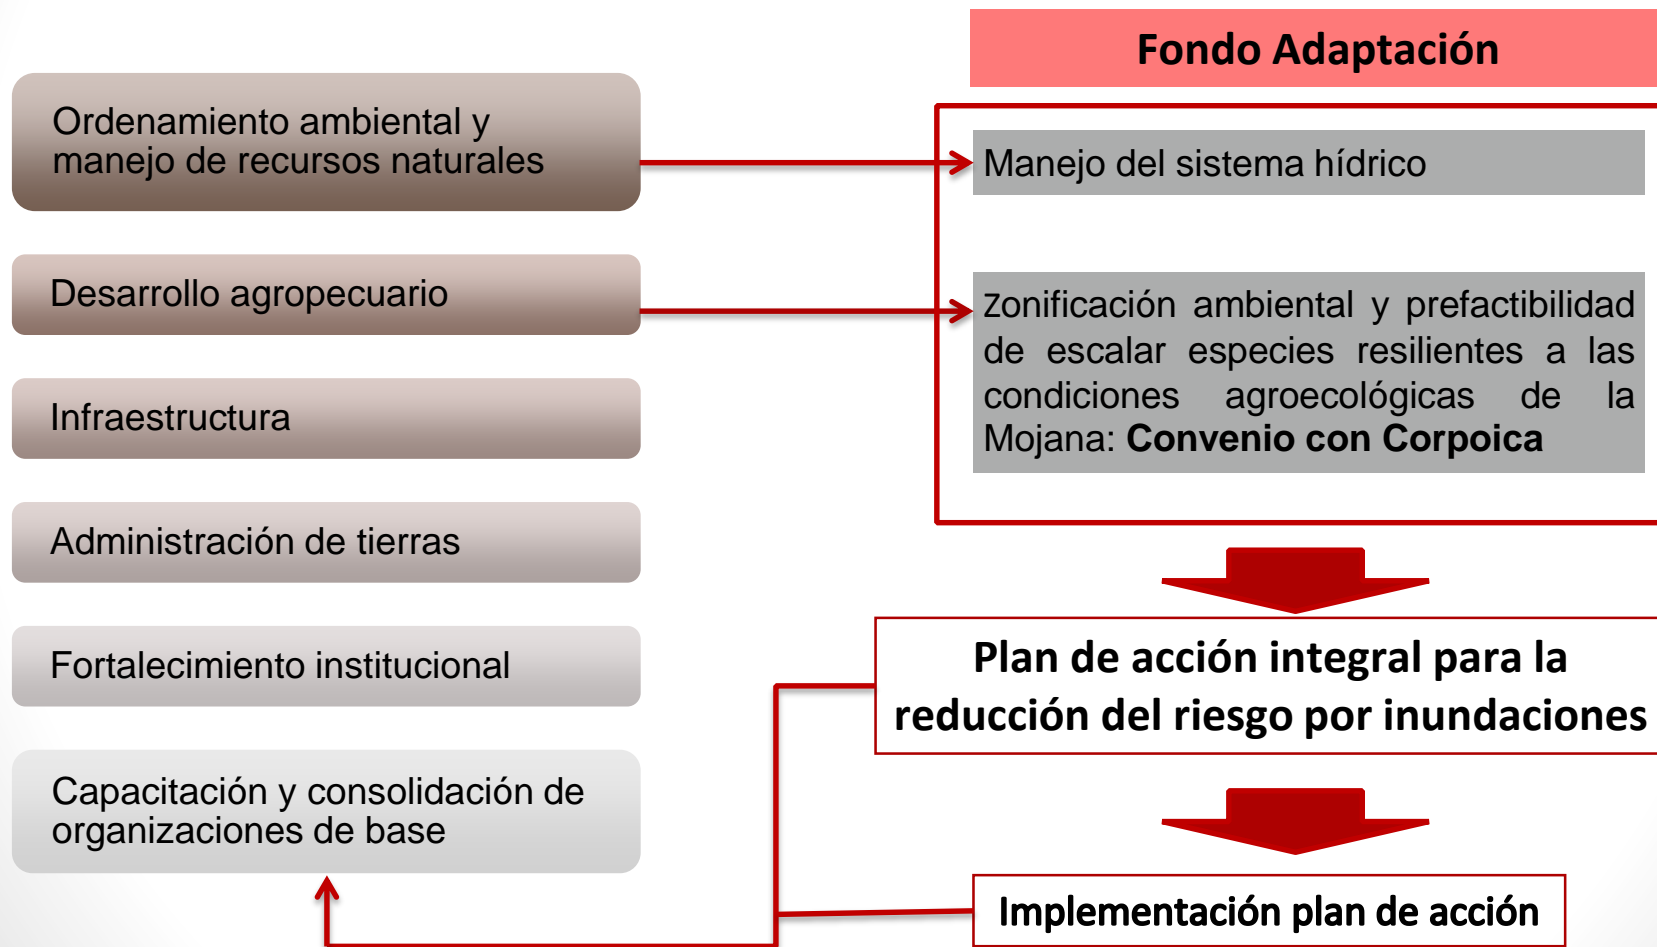 Fondo Adaptación
Ordenamiento ambiental y
manejo de recursos naturales
Desarrollo agropecuario
Infraestructura
Administración de tierras
Fortalecimiento institucional
Capacitación y consolidación de
organizaciones de base
Manejo del sistema hídrico
Zonificación ambiental y prefactibilidad
de escalar especies resilientes a las
condiciones agroecológicas de la
Mojana: Convenio con Corpoica
Plan de acción integral para la
reducción del riesgo por inundaciones
Implementación plan de acción